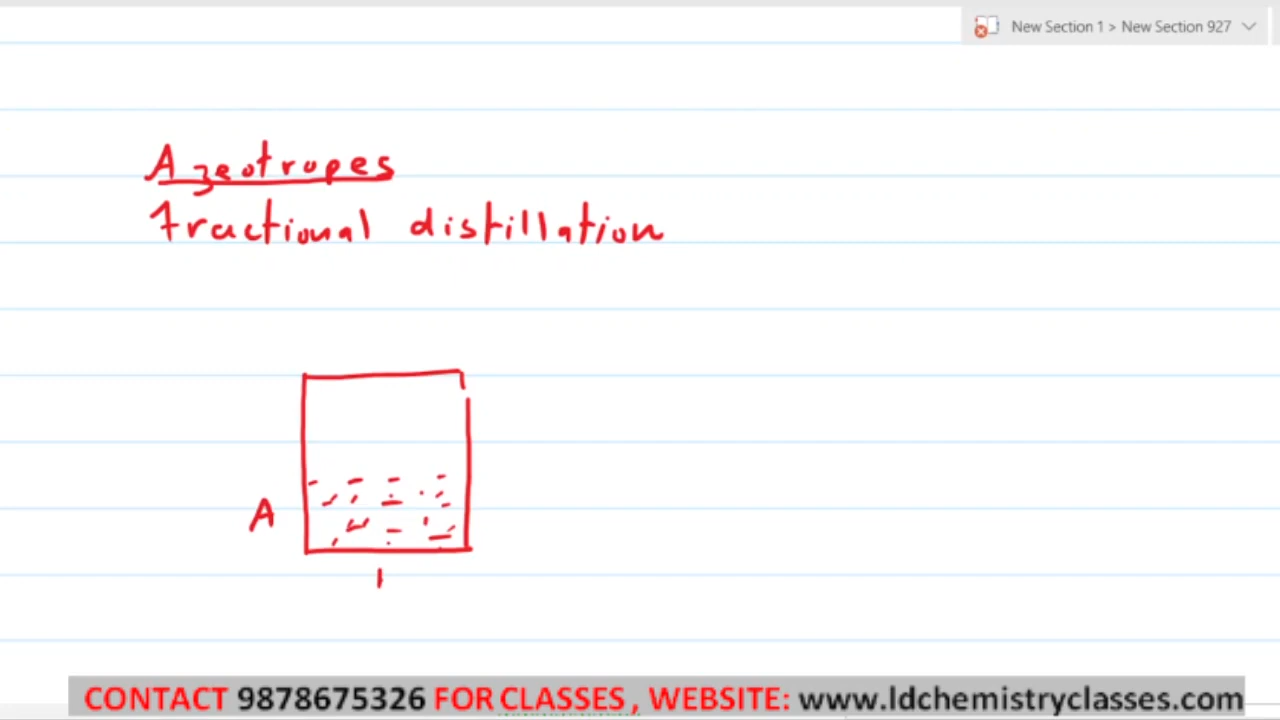 New Section 1 > New Section 927
Azeotropes
fractional distillation
A
CONTACT 9878675326 FOR CLASSES , WEBSITE: www.ldchemistryclasses.com